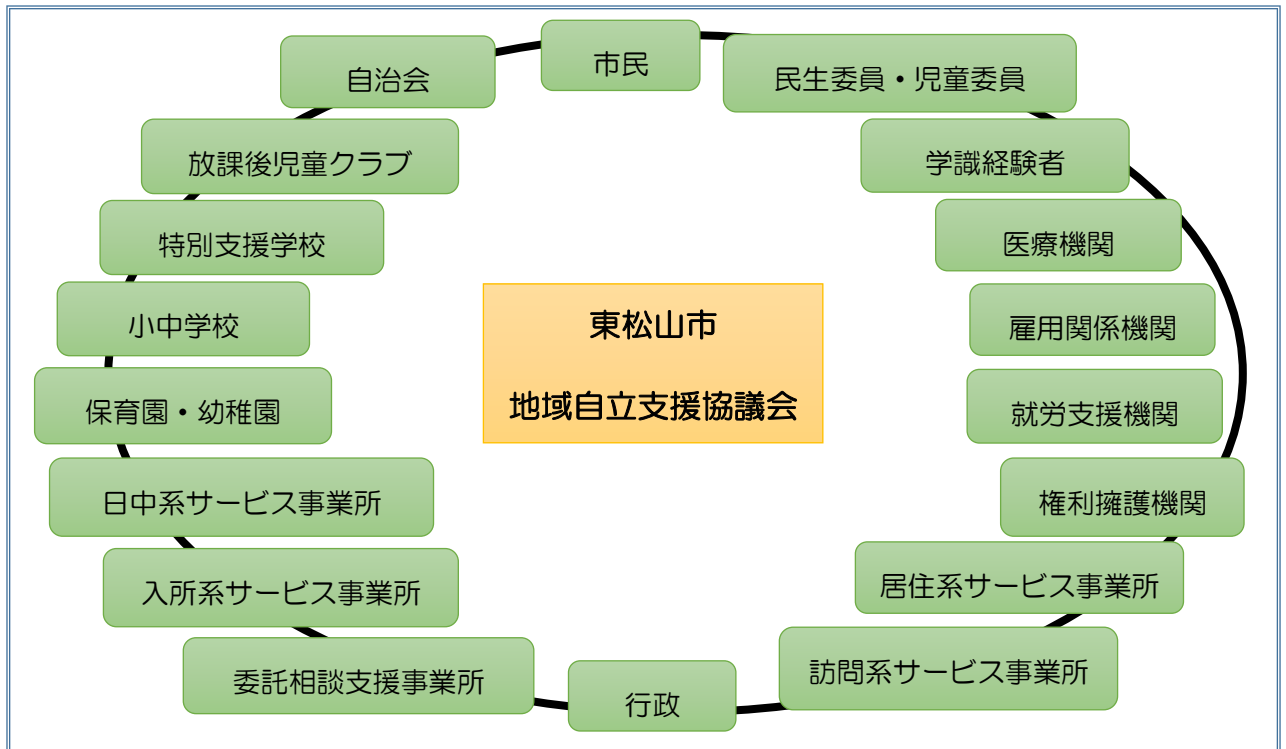 市民
自治会
民生委員・児童委員
放課後児童クラブ
学識経験者
特別支援学校
医療機関
小中学校
東松山市
地域自立支援協議会
雇用関係機関
保育園・幼稚園
就労支援機関
日中系サービス事業所
権利擁護機関
入所系サービス事業所
居住系サービス事業所
委託相談支援事業所
行政
訪問系サービス事業所